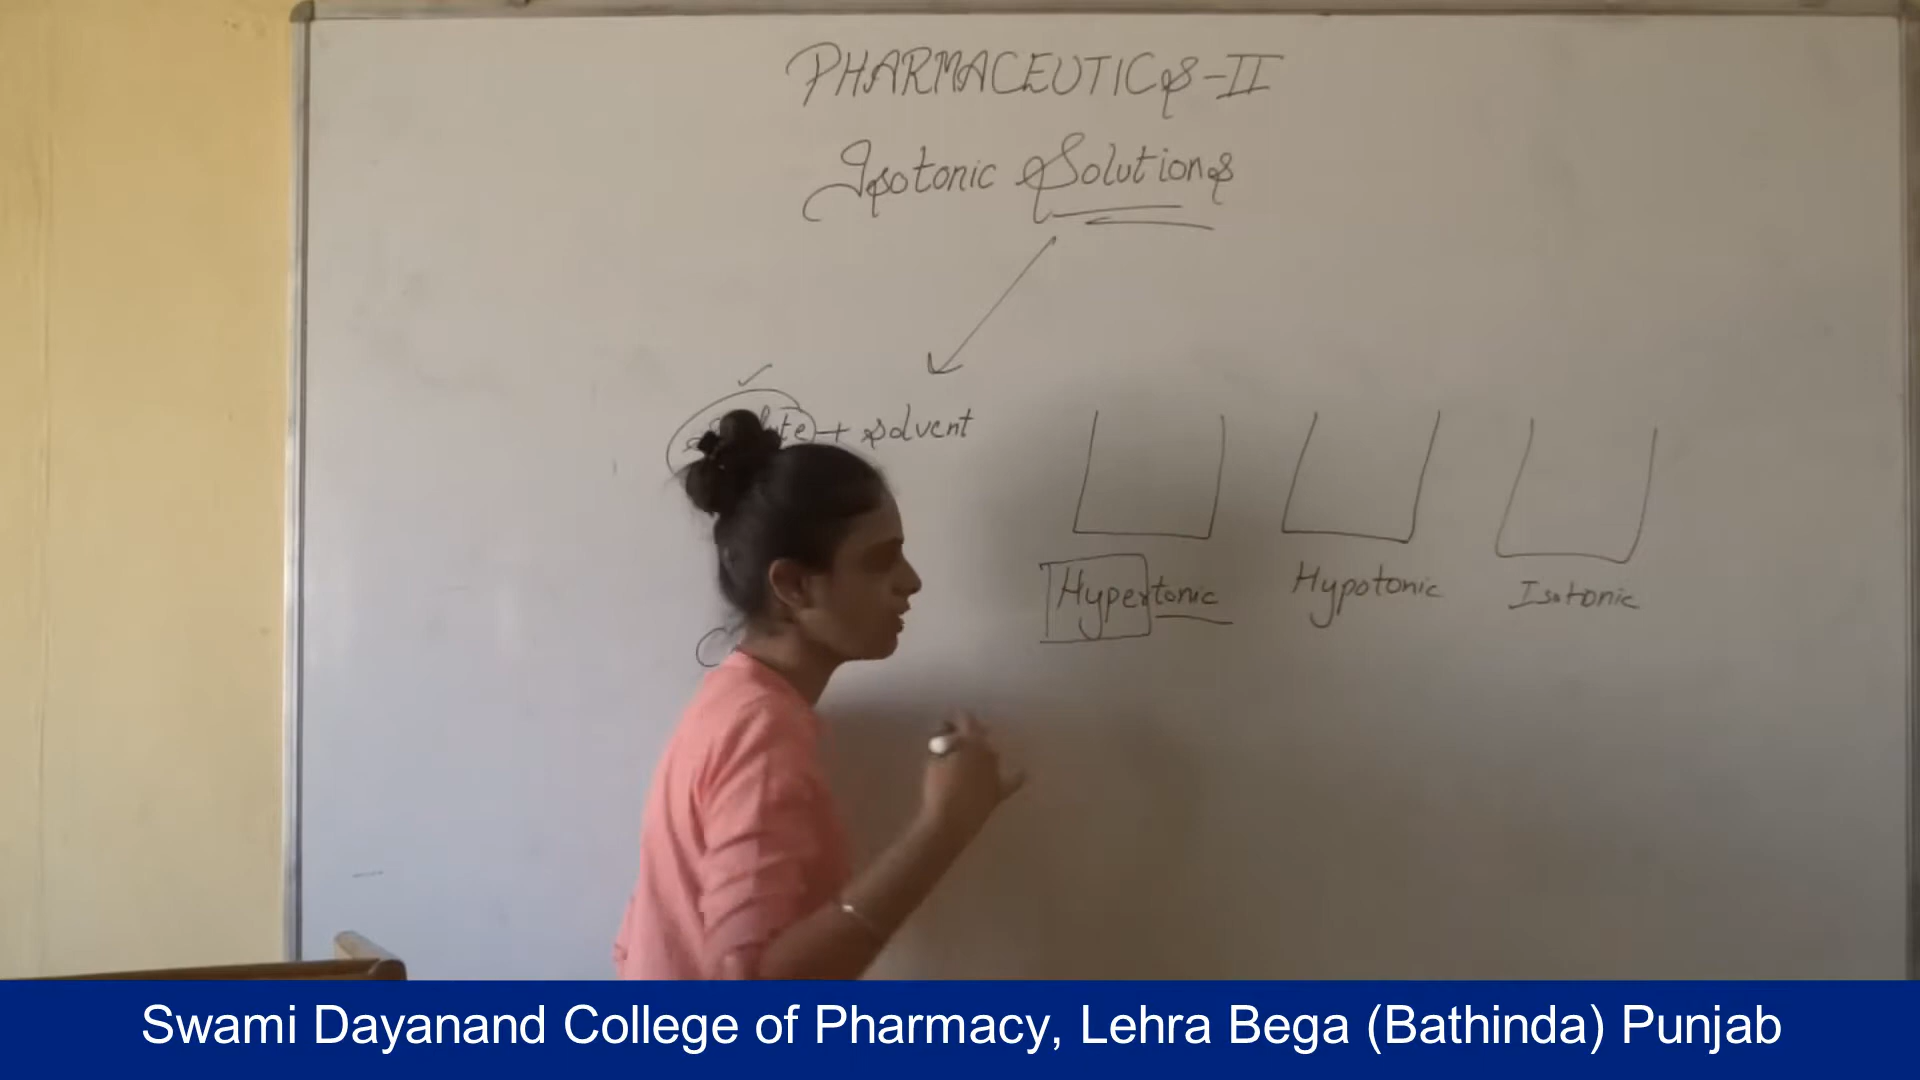 PHARMACEUTICS-II
Isotonic Solutions
+ solvent
Hypertonic Hypotonic Isotonic
Swami Dayanand College of Pharmacy, Lehra Bega (Bathinda) Punjab